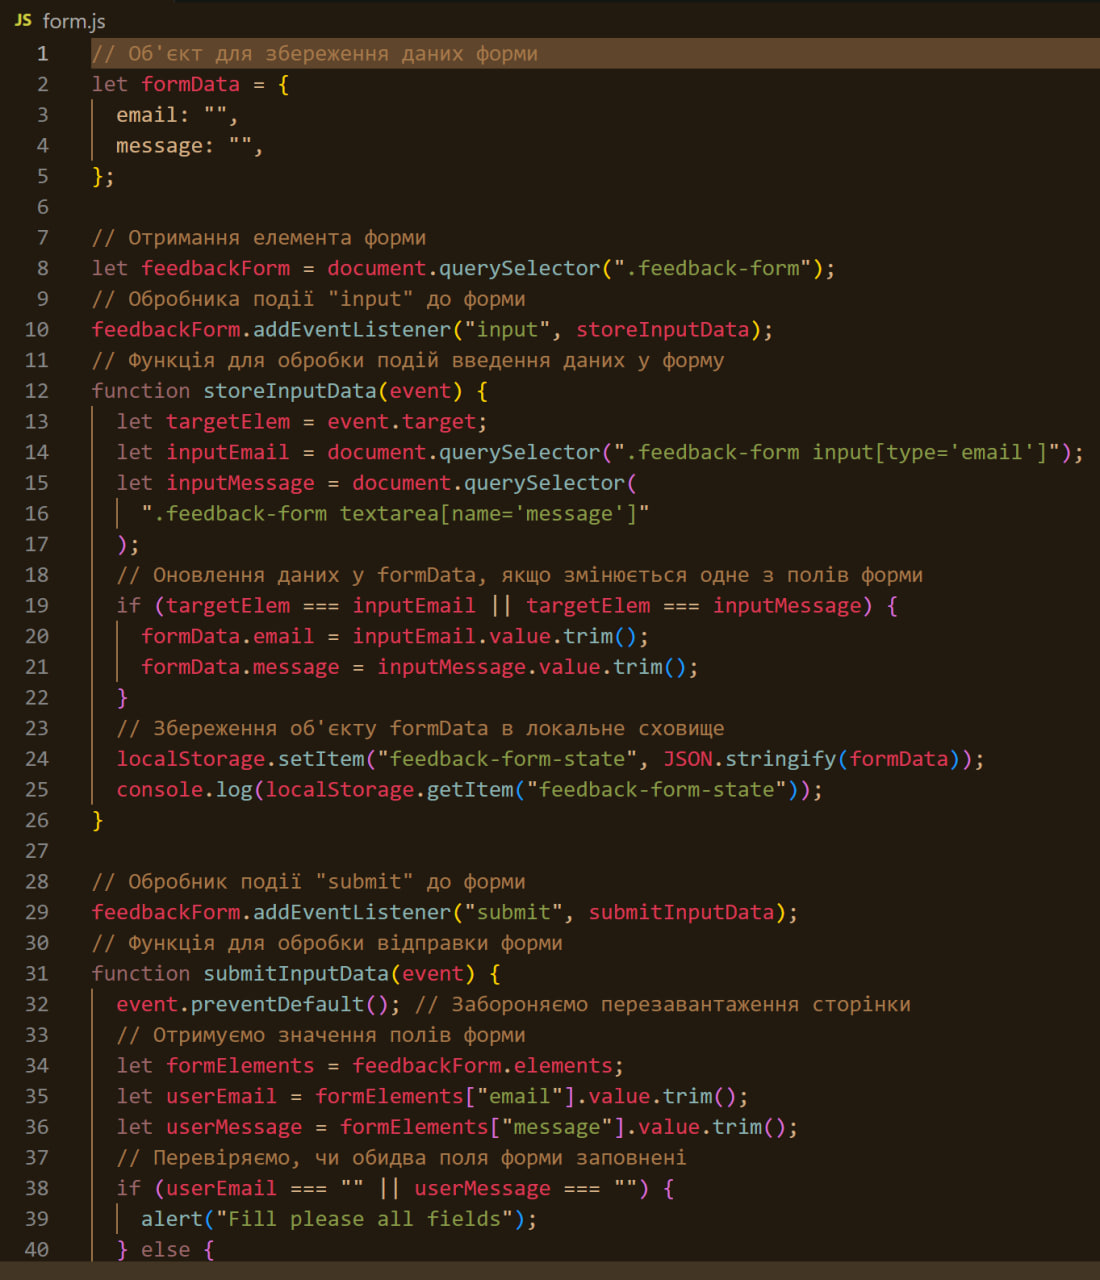 JS form.js
1 // Об'єкт для збереження даних форми
2 let formData = {
3   email: "",
4   message: "",
5 };
6
7 // Отримання елемента форми
8 let feedbackForm = document.querySelector(".feedback-form");
9 // Обробника події "input" до форми
10 feedbackForm.addEventListener("input", storeInputData);
11 // Функція для обробки подій введення даних у форму
12 function storeInputData(event) {
13   let targetElem = event.target;
14   let inputEmail = document.querySelector(".feedback-form input[type='email']");
15   let inputMessage = document.querySelector(
16     ".feedback-form textarea[name='message']"
17   );
18   // Оновлення даних у formData, якщо змінюється одне з полів форми
19   if (targetElem === inputEmail || targetElem === inputMessage) {
20     formData.email = inputEmail.value.trim();
21     formData.message = inputMessage.value.trim();
22   }
23   // Збереження об'єкту formData в локальне сховище
24   localStorage.setItem("feedback-form-state", JSON.stringify(formData));
25   console.log(localStorage.getItem("feedback-form-state"));
26 }
27
28 // Обробник події "submit" до форми
29 feedbackForm.addEventListener("submit", submitInputData);
30 // Функція для обробки відправки форми
31 function submitInputData(event) {
32   event.preventDefault(); // Забороняємо перезавантаження сторінки
33   // Отримуємо значення полів форми
34   let formElements = feedbackForm.elements;
35   let userEmail = formElements["email"].value.trim();
36   let userMessage = formElements["message"].value.trim();
37   // Перевіряємо, чи обидва поля форми заповнені
38   if (userEmail === "" || userMessage === "") {
39     alert("Fill please all fields");
40   } else {